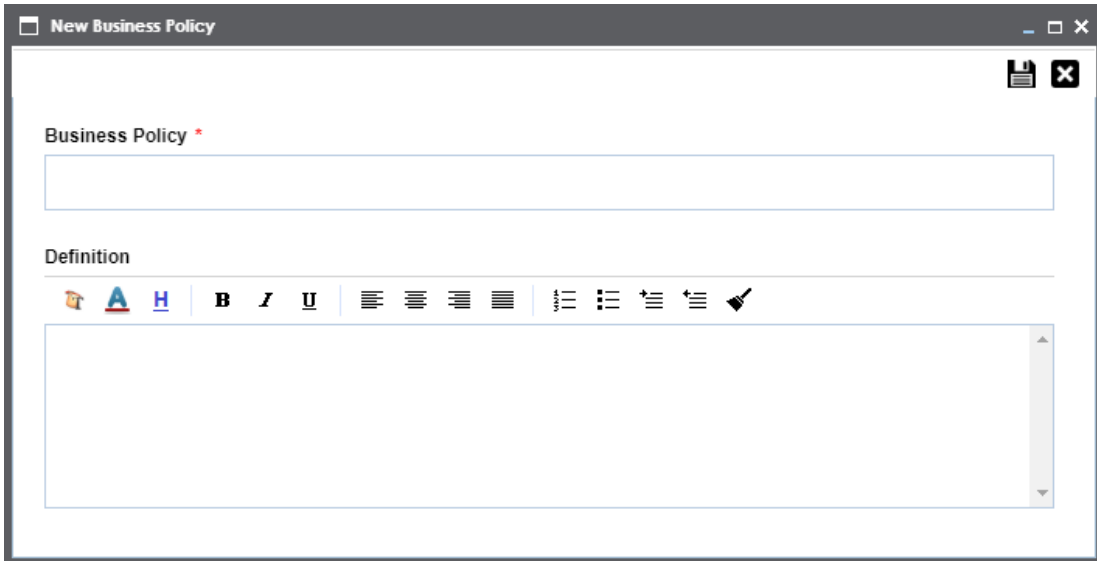 New Business Policy
Business Policy *
Definition
A H B I U